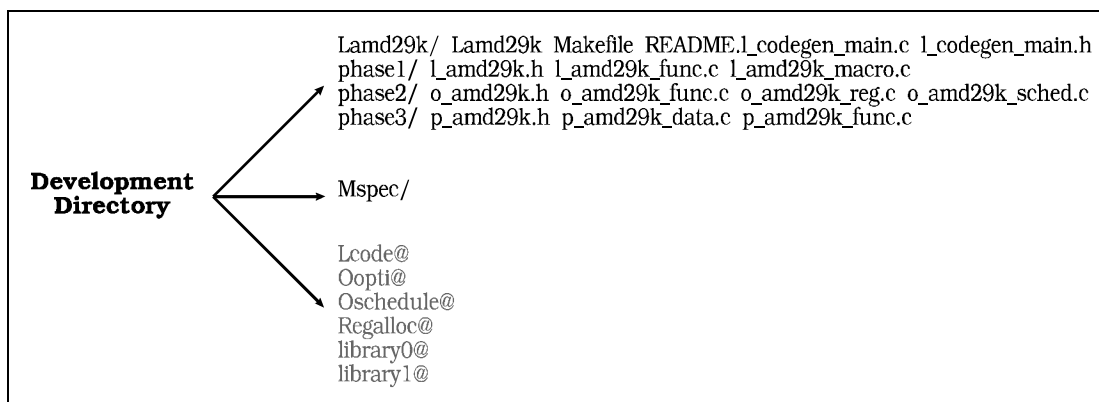 Lamd29k/ Lamd29k Makefile README.l_codegen_main.c l_codegen_main.h
phase1/ l_amd29k.h l_amd29k_func.c l_amd29k_macro.c
phase2/ o_amd29k.h o_amd29k_func.c o_amd29k_reg.c o_amd29k_sched.c
phase3/ p_amd29k.h p_amd29k_data.c p_amd29k_func.c
Development
Directory
Mspec/
Lcode@
Oopti@
Oschedule@
Regalloc@
library0@
library1@